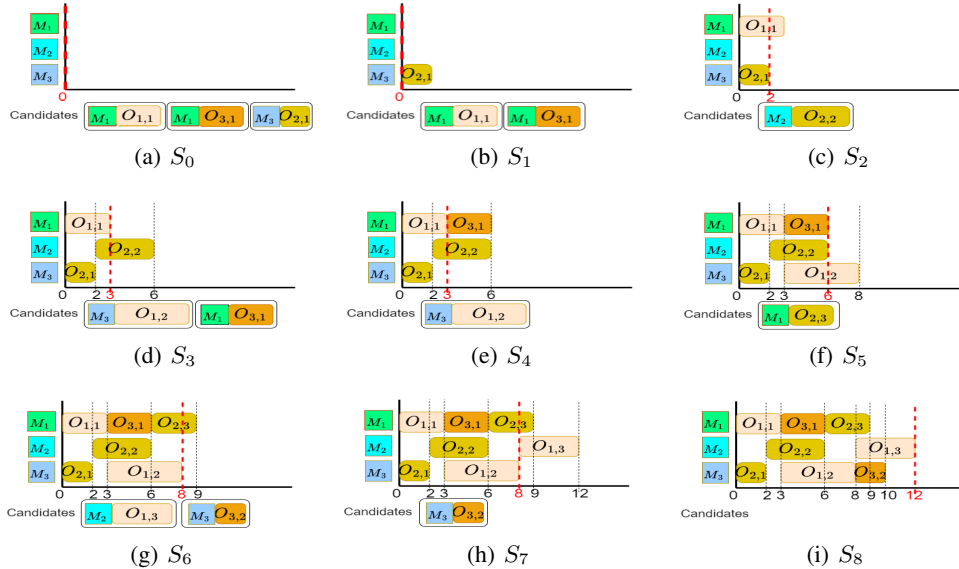 M1
M2
M3
0
Candidates M1 O1,1 M1 O3,1 M3 O2,1
(a) S0
M1
M2
M3 O2,1
0
Candidates M1 O1,1 M1 O3,1
(b) S1
M1 O1,1
M2
M3 O2,1
0 2
Candidates M2 O2,2
(c) S2
M1 O1,1
M2 O2,2
M3 O2,1
0 2 3 6
Candidates M3 O1,2 M1 O3,1
(d) S3
M1 O1,1 O3,1
M2 O2,2
M3 O2,1
0 2 3 6
Candidates M3 O1,2
(e) S4
M1 O1,1 O3,1
M2 O2,2
M3 O2,1 O1,2
0 2 3 6 8
Candidates M1 O2,3
(f) S5
M1 O1,1 O3,1 O2,3
M2 O2,2
M3 O2,1 O1,2
0 2 3 6 8 9
Candidates M2 O1,3 M3 O3,2
(g) S6
M1 O1,1 O3,1 O2,3
M2 O2,2 O1,3
M3 O2,1 O1,2
0 2 3 6 8 9 12
Candidates M3 O3,2
(h) S7
M1 O1,1 O3,1 O2,3
M2 O2,2 O1,3
M3 O2,1 O1,2 O3,2
0 2 3 6 8 9 10 12
Candidates
(i) S8